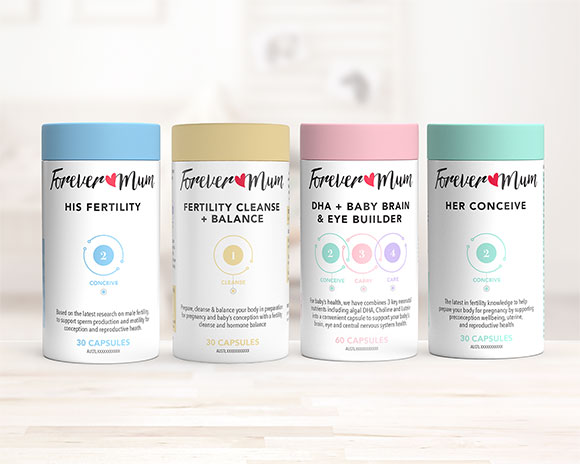 Forever Mum
HIS FERTILITY
2
CONCEIVE
Based on the latest research on male fertility
to support sperm production and motility for
conception and reproductive health
30 CAPSULES
AUSTLXXXXXXXXXX
Forever Mum
FERTILITY CLEANSE
+ BALANCE
1
CLEANSE
Prepare, cleanse & balance your body in preparation
for pregnancy and baby's conception with a fertility
cleanse and hormone balance
30 CAPSULES
AUSTLXXXXXXXXXX
Forever Mum
DHA + BABY BRAIN
& EYE BUIILDER
2 3 4
CONCEIVE CARRY CARE
For baby's health, we have combines 3 key neonatal
nutrients including algal DHA, Choline and Lutein
into a convenient capsule to support your baby's
brain, eye and central nervous system health.
60 CAPSULES
AUSTLXXXXXXXXXX
Forever Mum
HER CONCEIVE
2
CONCEIVE
The latest in fertility knowledge to help
prepare your body for pregnancy by supporting
preconception wellbeing, uterine,
and reproductive health
30 CAPSULES
AUSTLXXXXXXXXXX